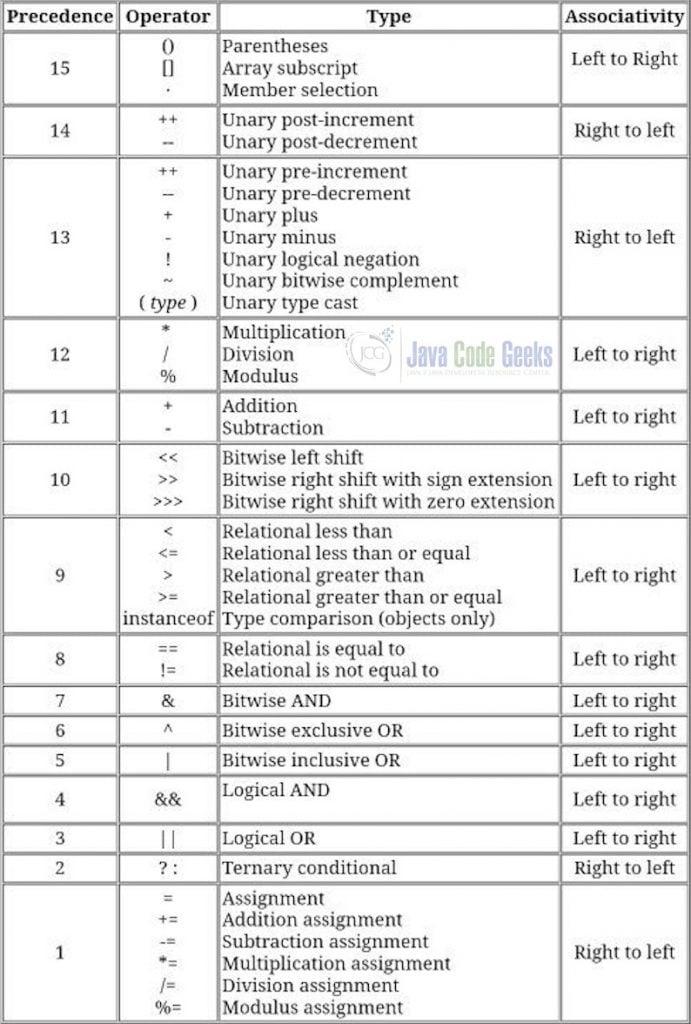 Precedence Operator Type Associativity
15 () Parentheses Left to Right
[] Array subscript
· Member selection
14 ++ Unary post-increment Right to left
-- Unary post-decrement
13 ++ Unary pre-increment Right to left
-- Unary pre-decrement
+ Unary plus
- Unary minus
! Unary logical negation
~ Unary bitwise complement
( type ) Unary type cast
12 * Multiplication Left to right
/ Division
% Modulus
JCG Java Code Geeks
11 + Addition Left to right
- Subtraction
10 << Bitwise left shift Left to right
>> Bitwise right shift with sign extension
>>> Bitwise right shift with zero extension
9 < Relational less than Left to right
<= Relational less than or equal
> Relational greater than
>= Relational greater than or equal
instanceof Type comparison (objects only)
8 == Relational is equal to Left to right
!= Relational is not equal to
7 & Bitwise AND Left to right
6 ^ Bitwise exclusive OR Left to right
5 | Bitwise inclusive OR Left to right
4 && Logical AND Left to right
3 || Logical OR Left to right
2 ? : Ternary conditional Right to left
1 = Assignment Right to left
+= Addition assignment
-= Subtraction assignment
*= Multiplication assignment
/= Division assignment
%= Modulus assignment